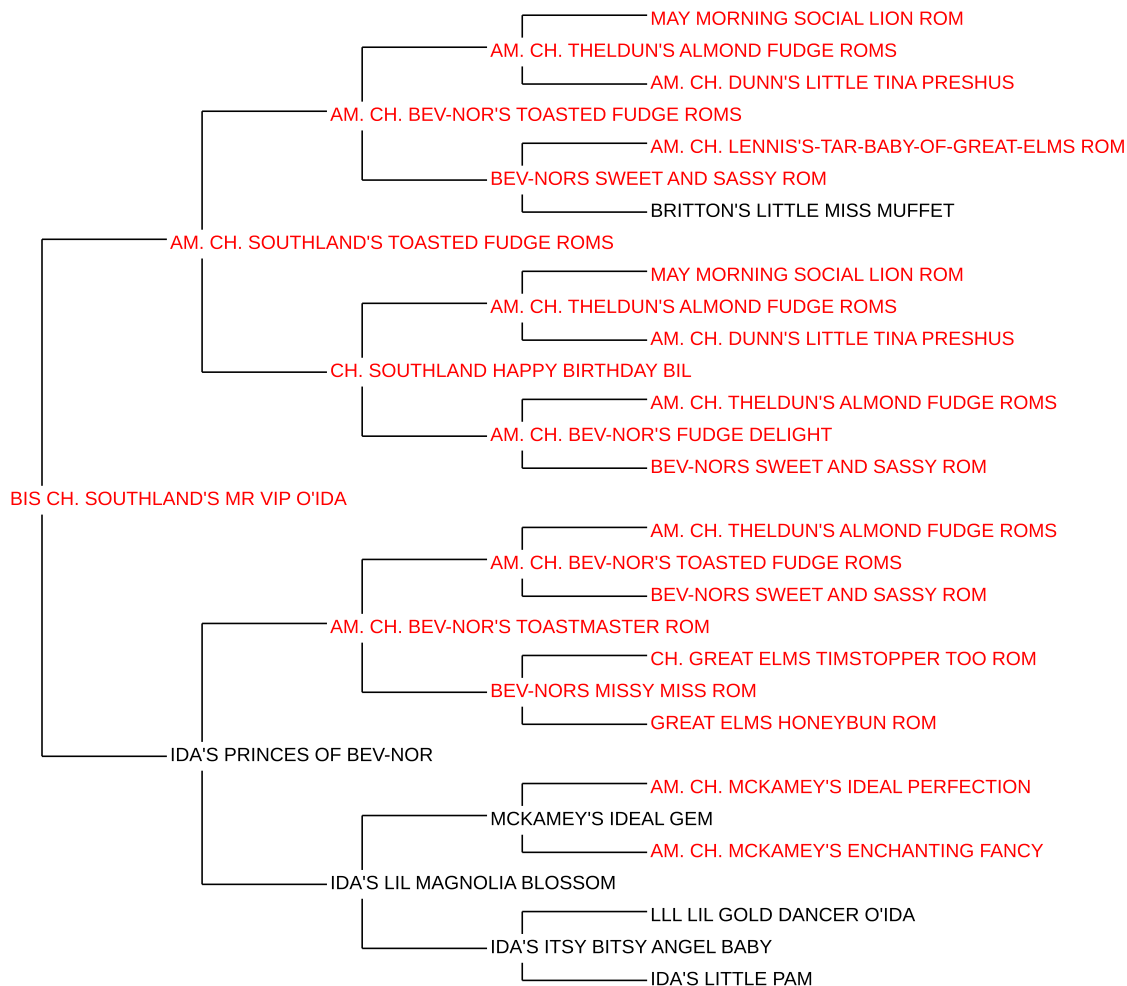 MAY MORNING SOCIAL LION ROM
AM. CH. THELDUN'S ALMOND FUDGE ROMS
AM. CH. DUNN'S LITTLE TINA PRESHUS
AM. CH. BEV-NOR'S TOASTED FUDGE ROMS
AM. CH. LENNIS'S-TAR-BABY-OF-GREAT-ELMS ROM
BEV-NORS SWEET AND SASSY ROM
BRITTON'S LITTLE MISS MUFFET
AM. CH. SOUTHLAND'S TOASTED FUDGE ROMS
MAY MORNING SOCIAL LION ROM
AM. CH. THELDUN'S ALMOND FUDGE ROMS
AM. CH. DUNN'S LITTLE TINA PRESHUS
CH. SOUTHLAND HAPPY BIRTHDAY BIL
AM. CH. THELDUN'S ALMOND FUDGE ROMS
AM. CH. BEV-NOR'S FUDGE DELIGHT
BEV-NORS SWEET AND SASSY ROM
BIS CH. SOUTHLAND'S MR VIP O'IDA
AM. CH. THELDUN'S ALMOND FUDGE ROMS
AM. CH. BEV-NOR'S TOASTED FUDGE ROMS
BEV-NORS SWEET AND SASSY ROM
AM. CH. BEV-NOR'S TOASTMASTER ROM
CH. GREAT ELMS TIMSTOPPER TOO ROM
BEV-NORS MISSY MISS ROM
GREAT ELMS HONEYBUN ROM
IDA'S PRINCES OF BEV-NOR
AM. CH. MCKAMEY'S IDEAL PERFECTION
MCKAMEY'S IDEAL GEM
AM. CH. MCKAMEY'S ENCHANTING FANCY
IDA'S LIL MAGNOLIA BLOSSOM
LLL LIL GOLD DANCER O'IDA
IDA'S ITSY BITSY ANGEL BABY
IDA'S LITTLE PAM